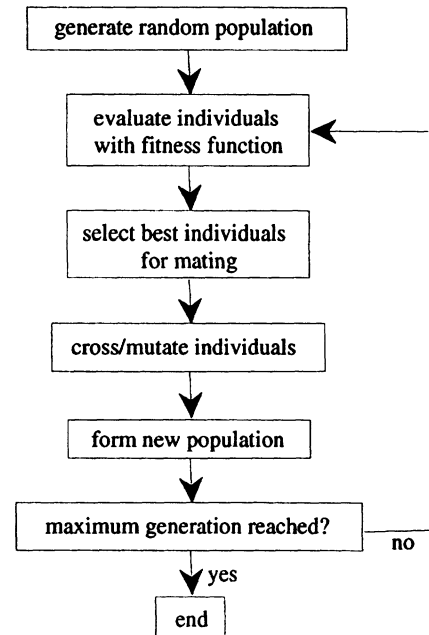 generate random population
evaluate individuals
with fitness function
select best individuals
for mating
cross/mutate individuals
form new population
maximum generation reached?
no
yes
end